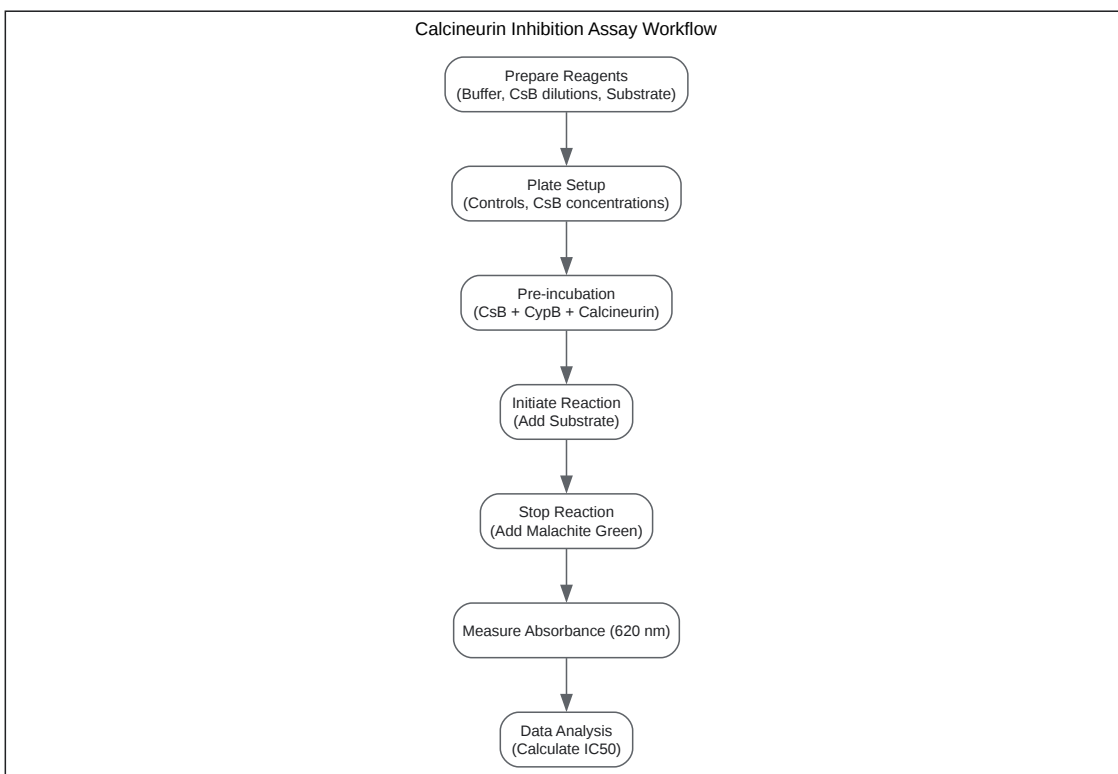 Calcineurin Inhibition Assay Workflow
Prepare Reagents
(Buffer, CsB dilutions, Substrate)
Plate Setup
(Controls, CsB concentrations)
Pre-incubation
(CsB + CypB + Calcineurin)
Initiate Reaction
(Add Substrate)
Stop Reaction
(Add Malachite Green)
Measure Absorbance (620 nm)
Data Analysis
(Calculate IC50)